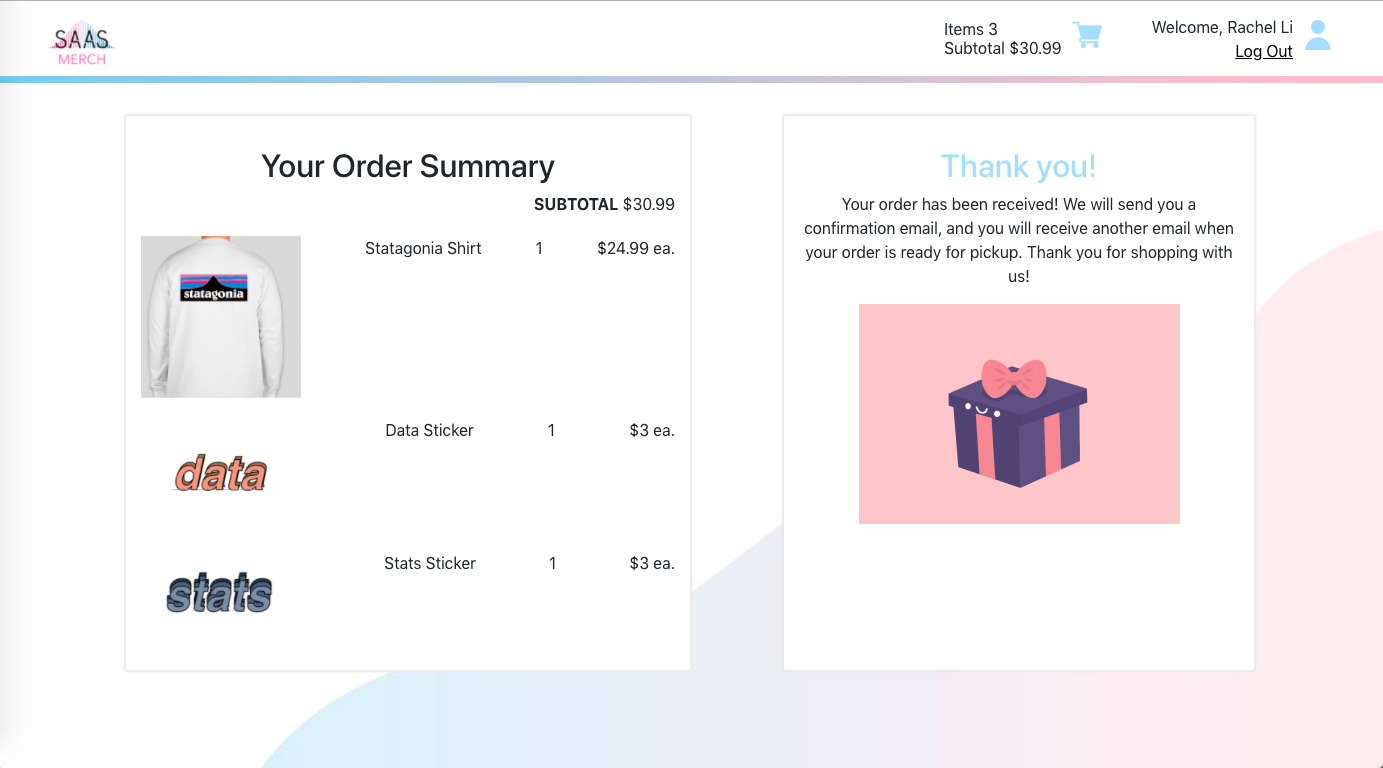 SAAS
MERCH
Items 3
Subtotal $30.99
Welcome, Rachel Li
Log Out
Your Order Summary
SUBTOTAL $30.99
statagonia
Statagonia Shirt 1 $24.99 ea.
data
Data Sticker 1 $3 ea.
stats
Stats Sticker 1 $3 ea.
Thank you!
Your order has been received! We will send you a
confirmation email, and you will receive another email when
your order is ready for pickup. Thank you for shopping with
us!